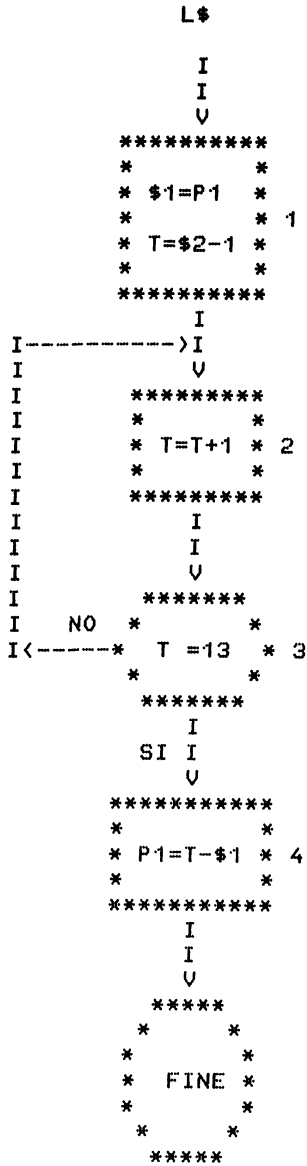 L$
$1=P1
1
T=$2-1
T=T+1 2
NO
T =13 3
SI
P1=T-$1 4
FINE